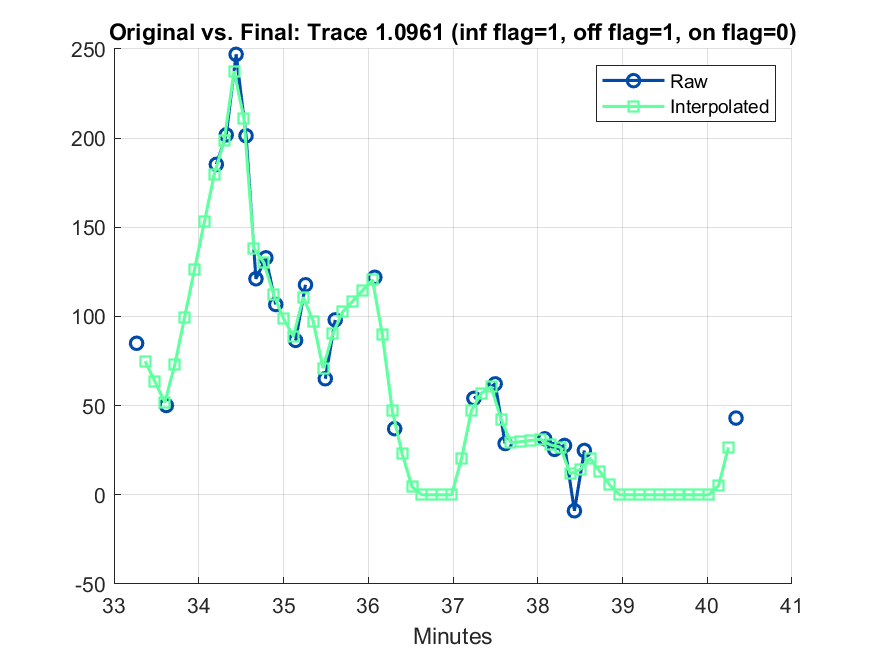 Original vs. Final: Trace 1.0961 (inf flag=1, off flag=1, on flag=0)
250
200
150
100
50
0
-50
33 34 35 36 37 38 39 40 41
Minutes
Raw
Interpolated